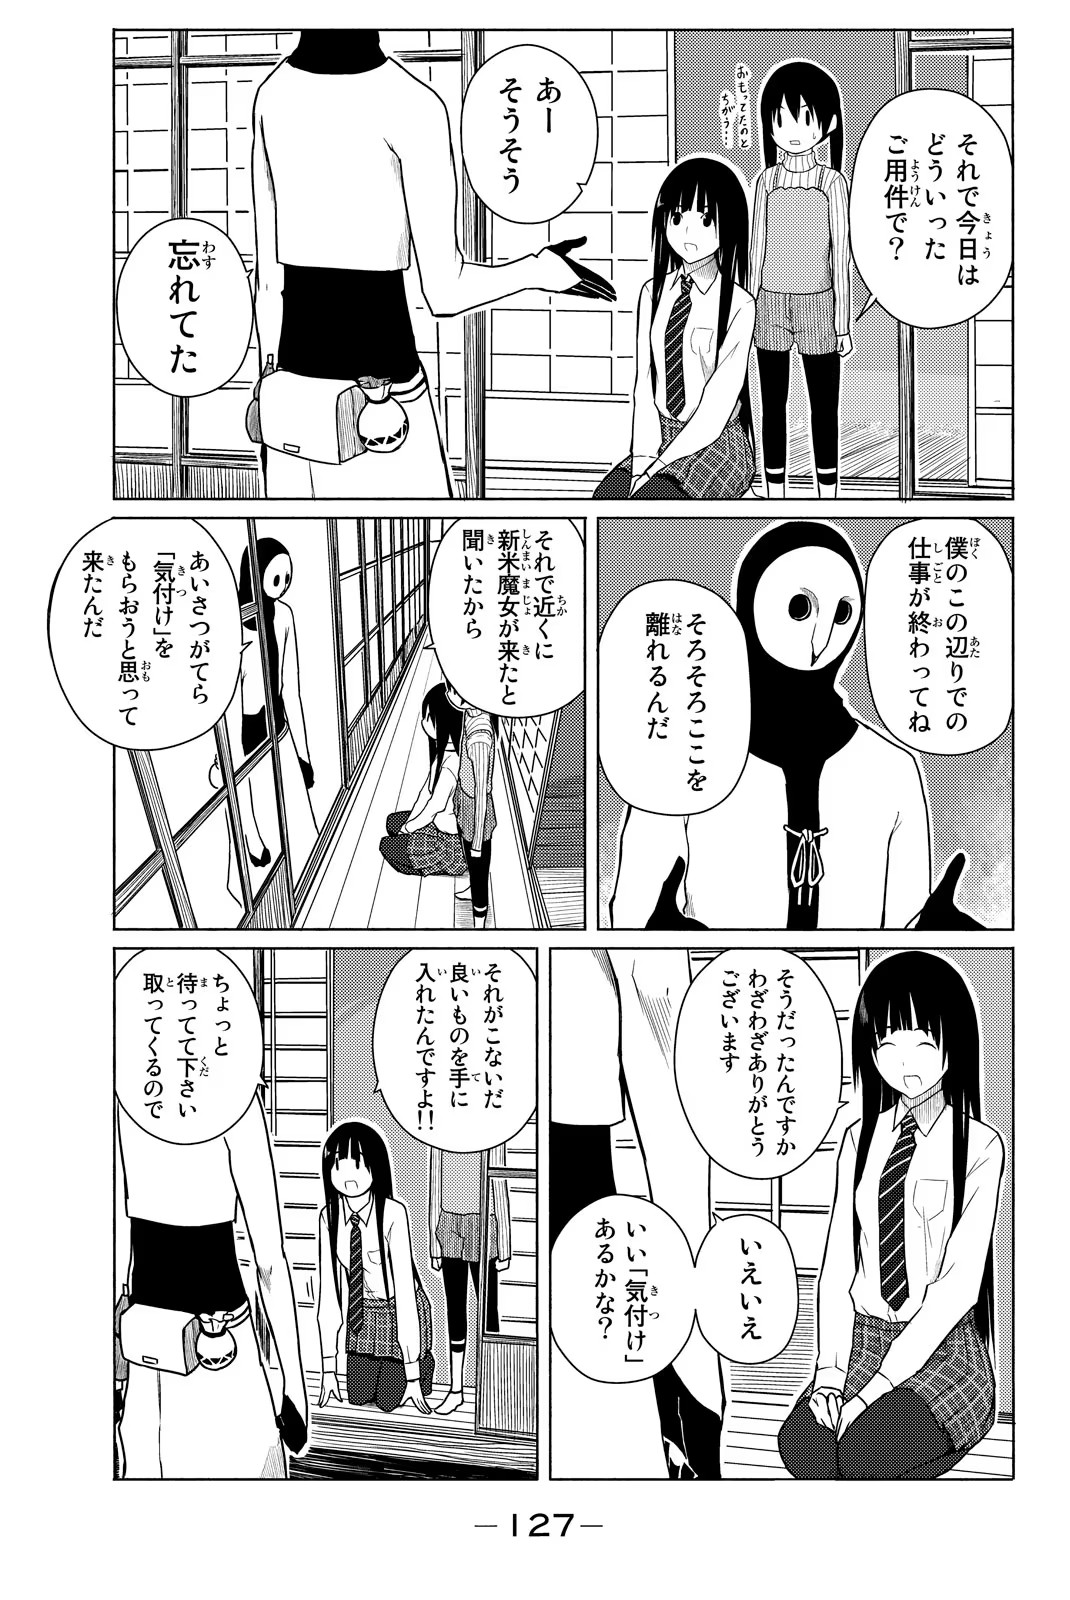 それで今日は
どういった
ご用件で？
おもってたのと
ちがう…
あー
そうそう
忘れてた
僕のこの辺りでの
仕事が終わってね
そろそろここを
離れるんだ
それで近くに
新米魔女が来たと
聞いたから
あいさつがてら
「気付け」を
もらおうと思って
来たんだ
そうだったんですか
わざわざありがとう
ございます
いえいえ
いい「気付け」
あるかな？
それがこないだ
良いものを手に
入れたんですよ!!
ちょっと
待ってて下さい
取ってくるので
－127－